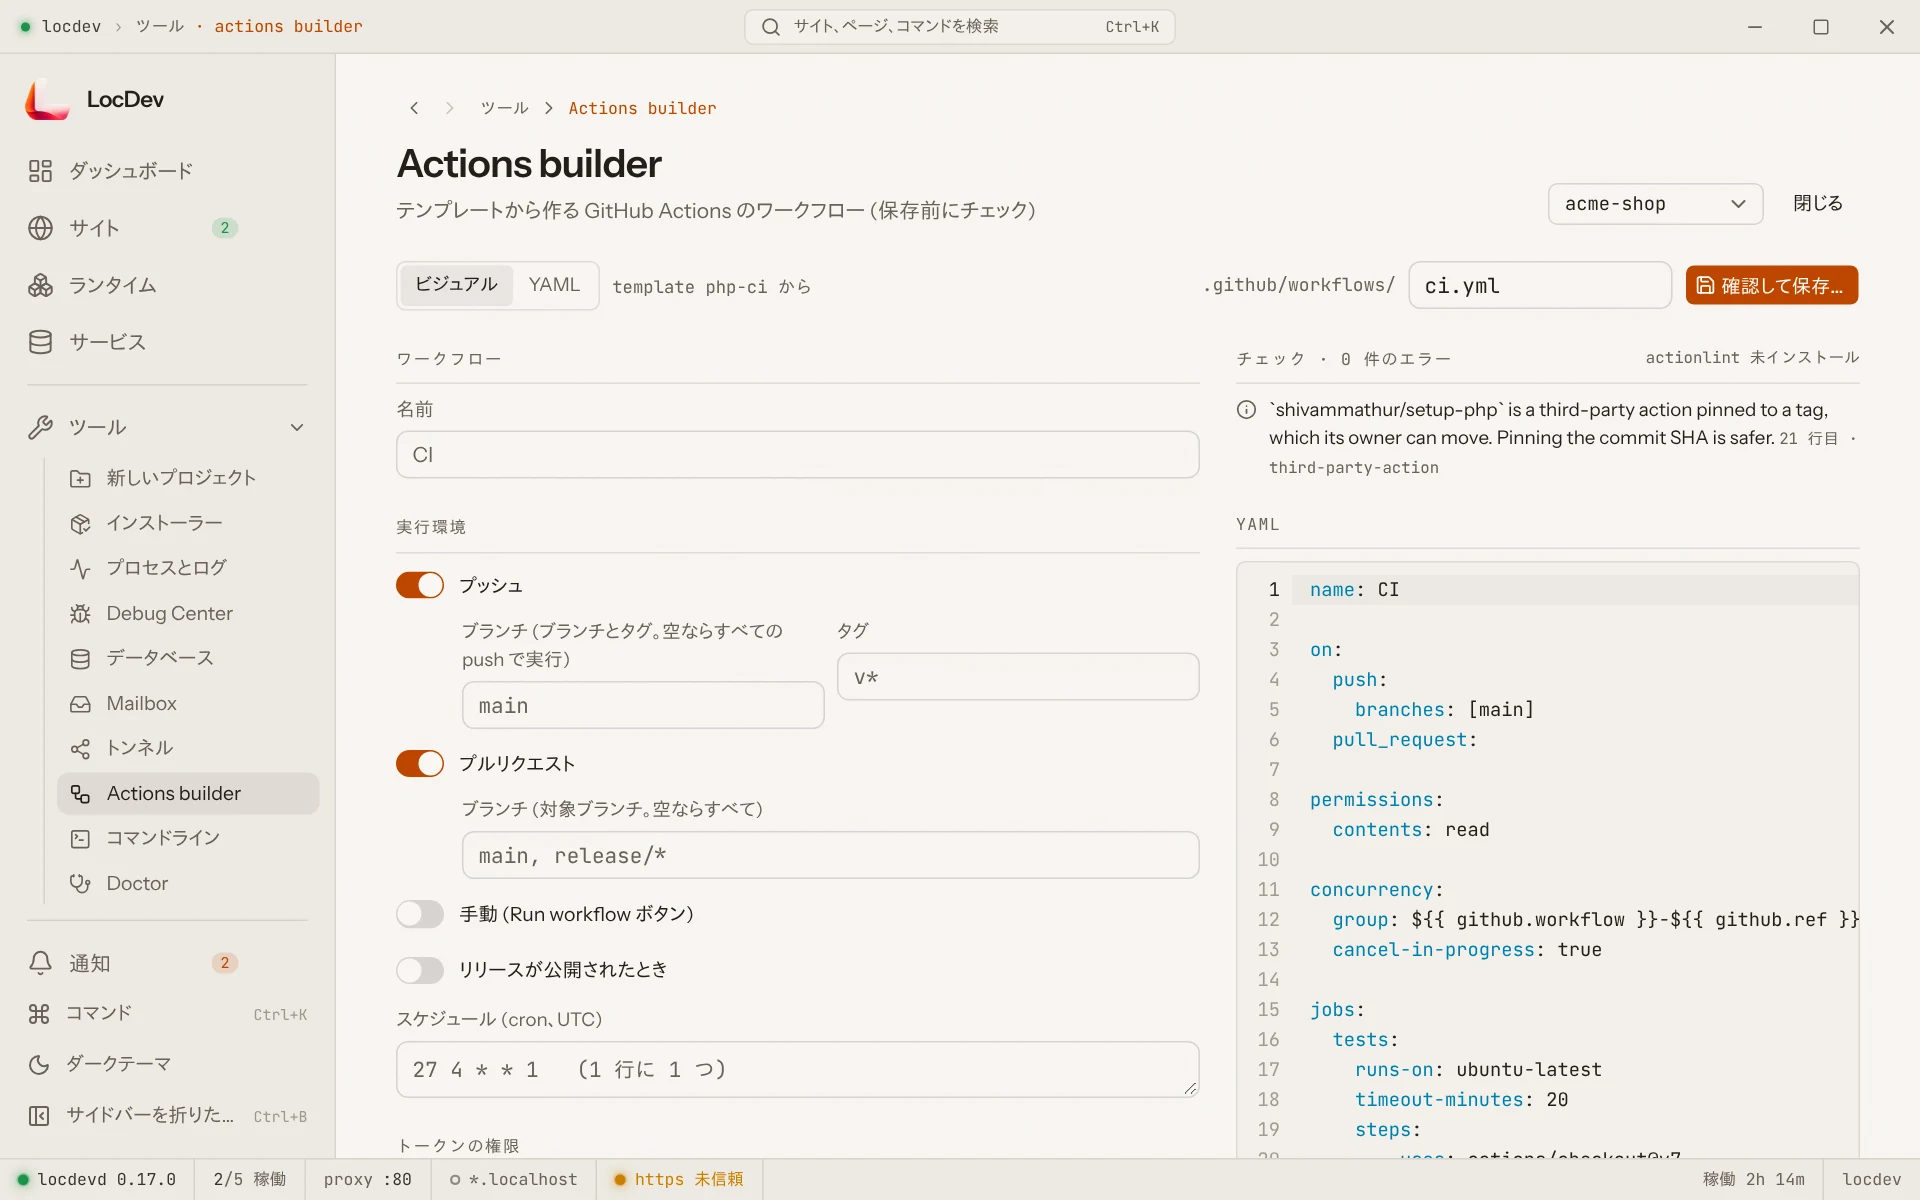 locdev › ツール · actions builder
サイト、ページ、コマンドを検索 Ctrl+K
LocDev
ダッシュボード
サイト 2
ランタイム
サービス
ツール
新しいプロジェクト
インストーラー
プロセスとログ
Debug Center
データベース
Mailbox
トンネル
Actions builder
コマンドライン
Doctor
通知 2
コマンド Ctrl+K
ダークテーマ
サイドバーを折りた… Ctrl+B
ツール > Actions builder
Actions builder
テンプレートから作る GitHub Actions のワークフロー (保存前にチェック)
acme-shop
閉じる
ビジュアル YAML template php-ci から
.github/workflows/ ci.yml 確認して保存…
ワークフロー
名前
CI
実行環境
プッシュ
ブランチ (ブランチとタグ。空ならすべての
push で実行)
main
タグ
v*
プルリクエスト
ブランチ (対象ブランチ。空ならすべて)
main, release/*
手動 (Run workflow ボタン)
リリースが公開されたとき
スケジュール (cron、UTC)
27 4 * * 1 (1 行に 1 つ)
トークンの権限
チェック · 0 件のエラー actionlint 未インストール
`shivammathur/setup-php` is a third-party action pinned to a tag,
which its owner can move. Pinning the commit SHA is safer. 21 行目 ·
third-party-action
YAML
1 name: CI
2
3 on:
4 push:
5 branches: [main]
6 pull_request:
7
8 permissions:
9 contents: read
10
11 concurrency:
12 group: ${{ github.workflow }}-${{ github.ref }}
13 cancel-in-progress: true
14
15 jobs:
16 tests:
17 runs-on: ubuntu-latest
18 timeout-minutes: 20
19 steps:
20 - uses: actions/checkout@v7
locdevd 0.17.0 2/5 稼働 proxy :80 *.localhost https 未信頼 稼働 2h 14m locdev